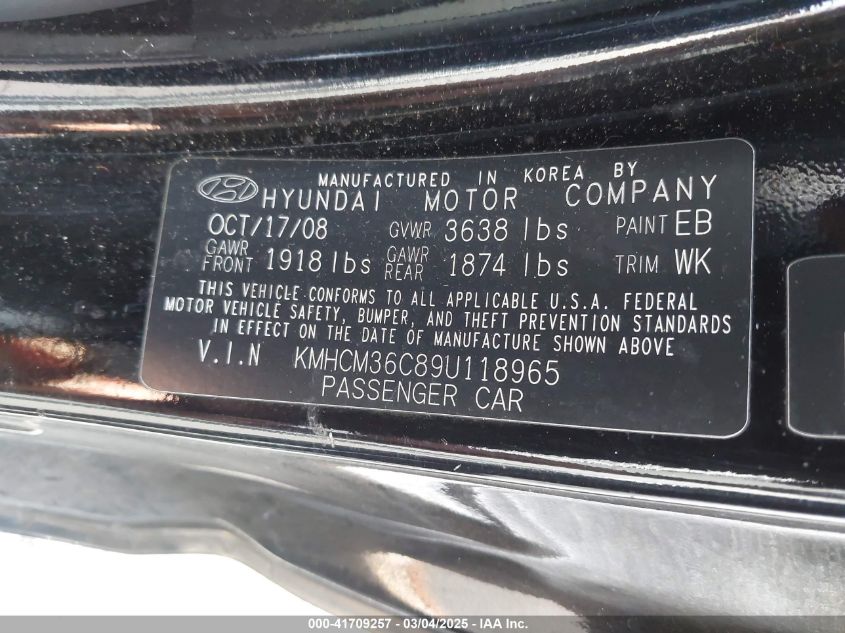 MANUFACTURED IN KOREA BY
HYUNDAI MOTOR COMPANY
OCT/17/08 GVWR 3638 lbs PAINT EB
GAWR FRONT 1918 lbs GAWR REAR 1874 lbs TRIM WK
THIS VEHICLE CONFORMS TO ALL APPLICABLE U.S.A. FEDERAL
MOTOR VEHICLE SAFETY, BUMPER, AND THEFT PREVENTION STANDARDS
IN EFFECT ON THE DATE OF MANUFACTURE SHOWN ABOVE
V.I.N KMHCM36C89U118965
PASSENGER CAR
000-41709257 - 03/04/2025 - IAA Inc.